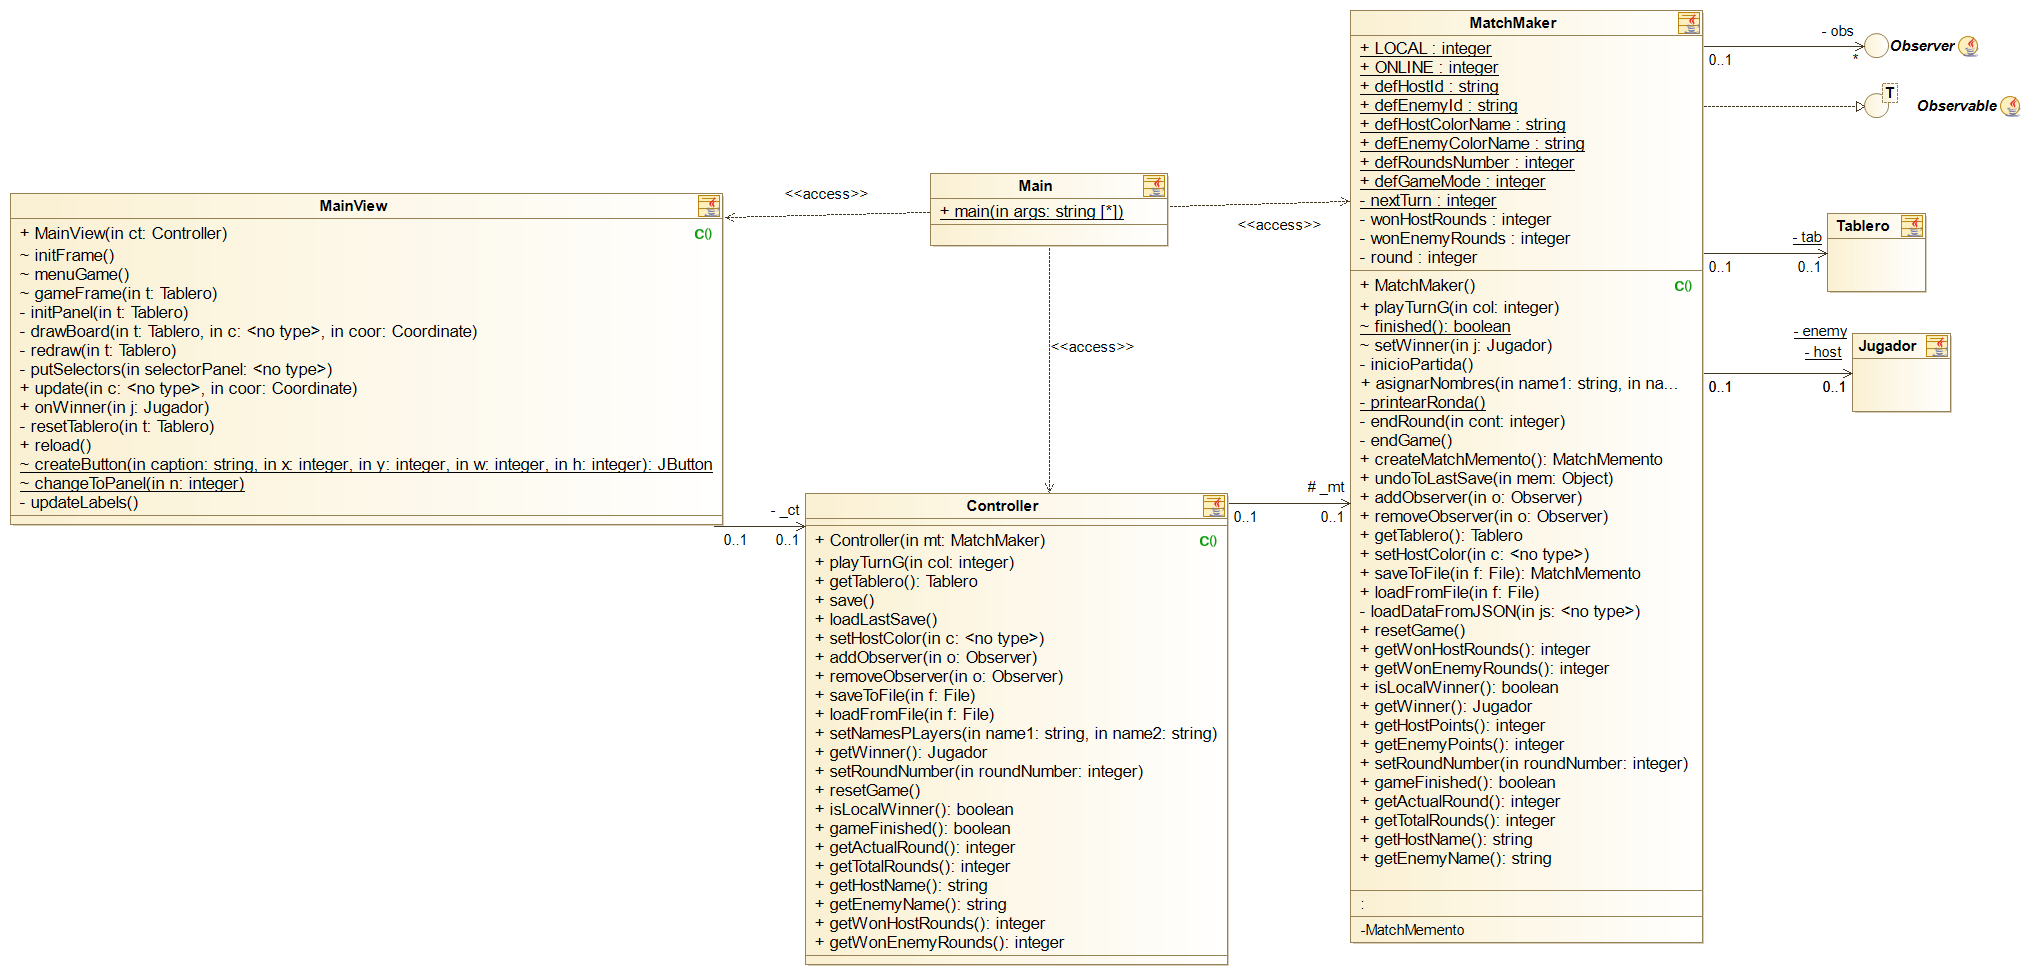 MainView
+ MainView(in ct: Controller)
C()
~ initFrame()
~ menuGame()
~ gameFrame(in t: Tablero)
- initPanel(in t: Tablero)
- drawBoard(in t: Tablero, in c: <no type>, in coor: Coordinate)
- redraw(in t: Tablero)
- putSelectors(in selectorPanel: <no type>)
+ update(in c: <no type>, in coor: Coordinate)
+ onWinner(in j: Jugador)
- resetTablero(in t: Tablero)
+ reload()
~ createButton(in caption: string, in x: integer, in y: integer, in w: integer, in h: integer): JButton
~ changeToPanel(in n: integer)
- updateLabels()
- _ct
0..1
0..1
<<access>>
Main
+ main(in args: string [*])
<<access>>
<<access>>
Controller
+ Controller(in mt: MatchMaker)
C()
+ playTurnG(in col: integer)
+ getTablero(): Tablero
+ save()
+ loadLastSave()
+ setHostColor(in c: <no type>)
+ addObserver(in o: Observer)
+ removeObserver(in o: Observer)
+ saveToFile(in f: File)
+ loadFromFile(in f: File)
+ setNamesPLayers(in name1: string, in name2: string)
+ getWinner(): Jugador
+ setRoundNumber(in roundNumber: integer)
+ resetGame()
+ isLocalWinner(): boolean
+ gameFinished(): boolean
+ getActualRound(): integer
+ getTotalRounds(): integer
+ getHostName(): string
+ getEnemyName(): string
+ getWonHostRounds(): integer
+ getWonEnemyRounds(): integer
# _mt
0..1
0..1
MatchMaker
+ LOCAL : integer
+ ONLINE : integer
+ defHostId : string
+ defEnemyId : string
+ defHostColorName : string
+ defEnemyColorName : string
+ defRoundsNumber : integer
+ defGameMode : integer
- nextTurn : integer
- wonHostRounds : integer
- wonEnemyRounds : integer
- round : integer
+ MatchMaker()
C()
+ playTurnG(in col: integer)
~ finished(): boolean
~ setWinner(in j: Jugador)
- inicioPartida()
+ asignarNombres(in name1: string, in na...
- printearRonda()
- endRound(in cont: integer)
- endGame()
+ createMatchMemento(): MatchMemento
+ undoToLastSave(in mem: Object)
+ addObserver(in o: Observer)
+ removeObserver(in o: Observer)
+ getTablero(): Tablero
+ setHostColor(in c: <no type>)
+ saveToFile(in f: File): MatchMemento
+ loadFromFile(in f: File)
- loadDataFromJSON(in js: <no type>)
+ resetGame()
+ getWonHostRounds(): integer
+ getWonEnemyRounds(): integer
+ isLocalWinner(): boolean
+ getWinner(): Jugador
+ getHostPoints(): integer
+ getEnemyPoints(): integer
+ setRoundNumber(in roundNumber: integer)
+ gameFinished(): boolean
+ getActualRound(): integer
+ getTotalRounds(): integer
+ getHostName(): string
+ getEnemyName(): string
:
-MatchMemento
- obs
0..1
*
Observer
T
Observable
- tab
0..1
0..1
Tablero
- enemy
- host
0..1
0..1
Jugador